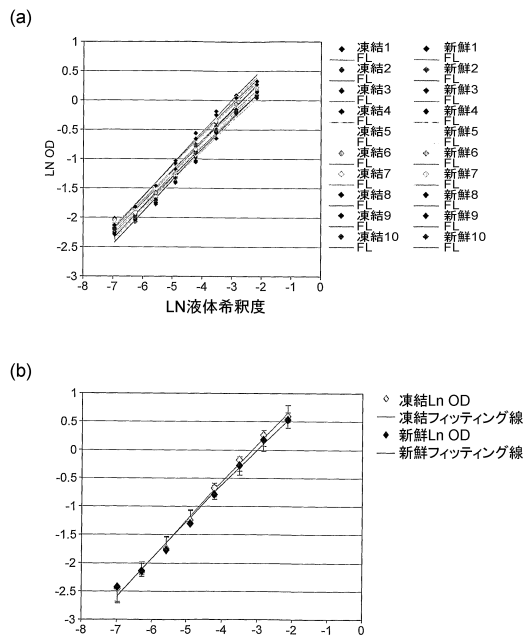 (a)
1
0.5
0
-0.5
-1
-1.5
-2
-2.5
-3
LN OD
-8 -7 -6 -5 -4 -3 -2 -1 0
LN液体希釈度
凍結1 新鮮1
FL FL
凍結2 新鮮2
FL FL
凍結3 新鮮3
FL FL
凍結4 新鮮4
FL FL
凍結5 新鮮5
FL FL
凍結6 新鮮6
FL FL
凍結7 新鮮7
FL FL
凍結8 新鮮8
FL FL
凍結9 新鮮9
FL FL
凍結10 新鮮10
FL FL
(b)
1
0.5
0
-0.5
-1
-1.5
-2
-2.5
-3
-8 -7 -6 -5 -4 -3 -2 -1 0
凍結Ln OD
凍結フィッティング線
新鮮Ln OD
新鮮フィッティング線